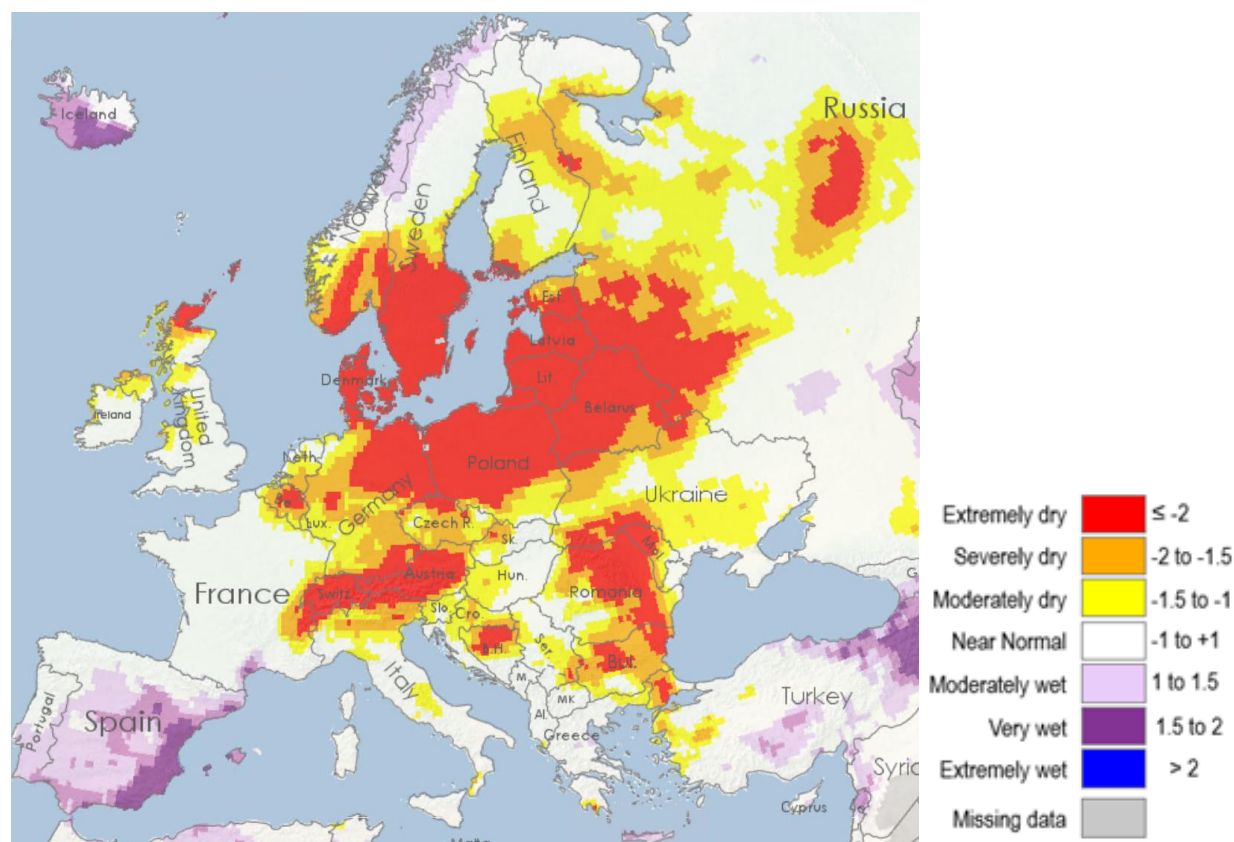 Iceland
Russia
Finland
Norway
Sweden
Est.
Latvia
Denmark
Lit.
Ireland
United
Kingdom
Belarus
Neth.
Poland
Be.
Germany
Ukraine
Lux.
Czech R.
Sk.
Mol.
Austria
Hun.
France
Switz.
Romania
Slo.
Cro.
B.H.
Ser.
Bul.
Italy
M.
MK
Al.
Greece
Turkey
Portugal
Spain
Syria
Cyprus
Malta
G
Extremely dry ≤ -2
Severely dry -2 to -1.5
Moderately dry -1.5 to -1
Near Normal -1 to +1
Moderately wet 1 to 1.5
Very wet 1.5 to 2
Extremely wet > 2
Missing data